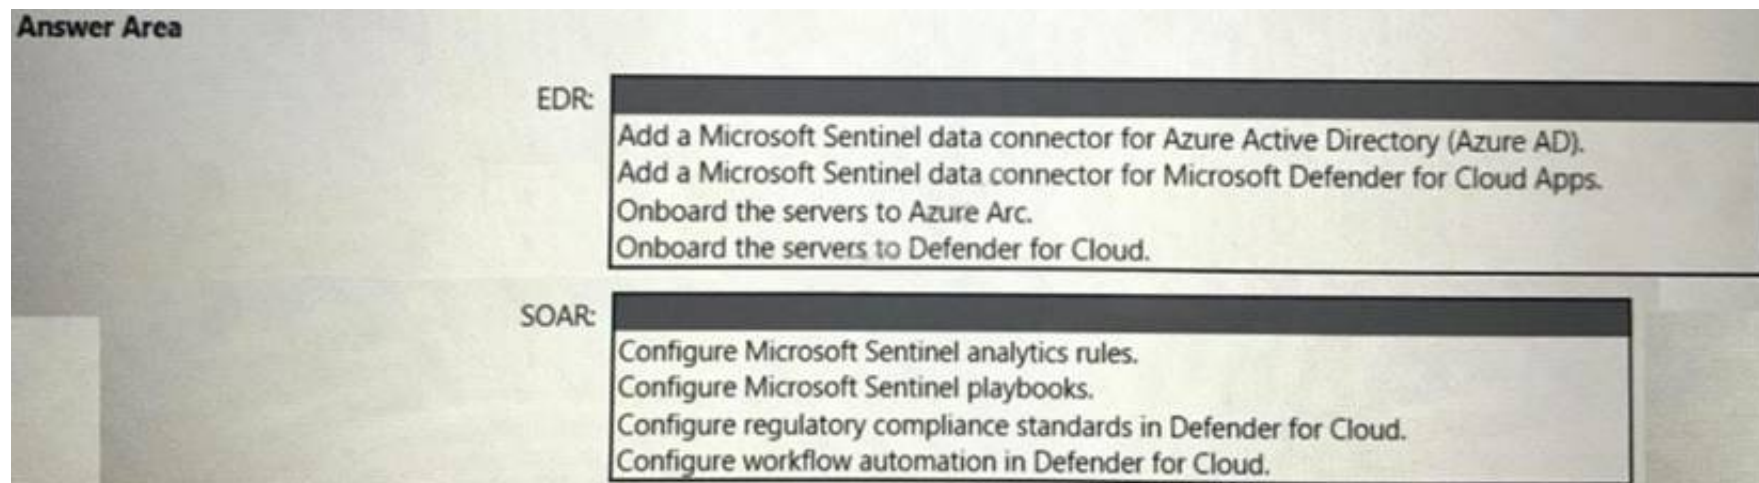 Answer Area
EDR:
Add a Microsoft Sentinel data connector for Azure Active Directory (Azure AD).
Add a Microsoft Sentinel data connector for Microsoft Defender for Cloud Apps.
Onboard the servers to Azure Arc.
Onboard the servers to Defender for Cloud.
SOAR:
Configure Microsoft Sentinel analytics rules.
Configure Microsoft Sentinel playbooks.
Configure regulatory compliance standards in Defender for Cloud.
Configure workflow automation in Defender for Cloud.